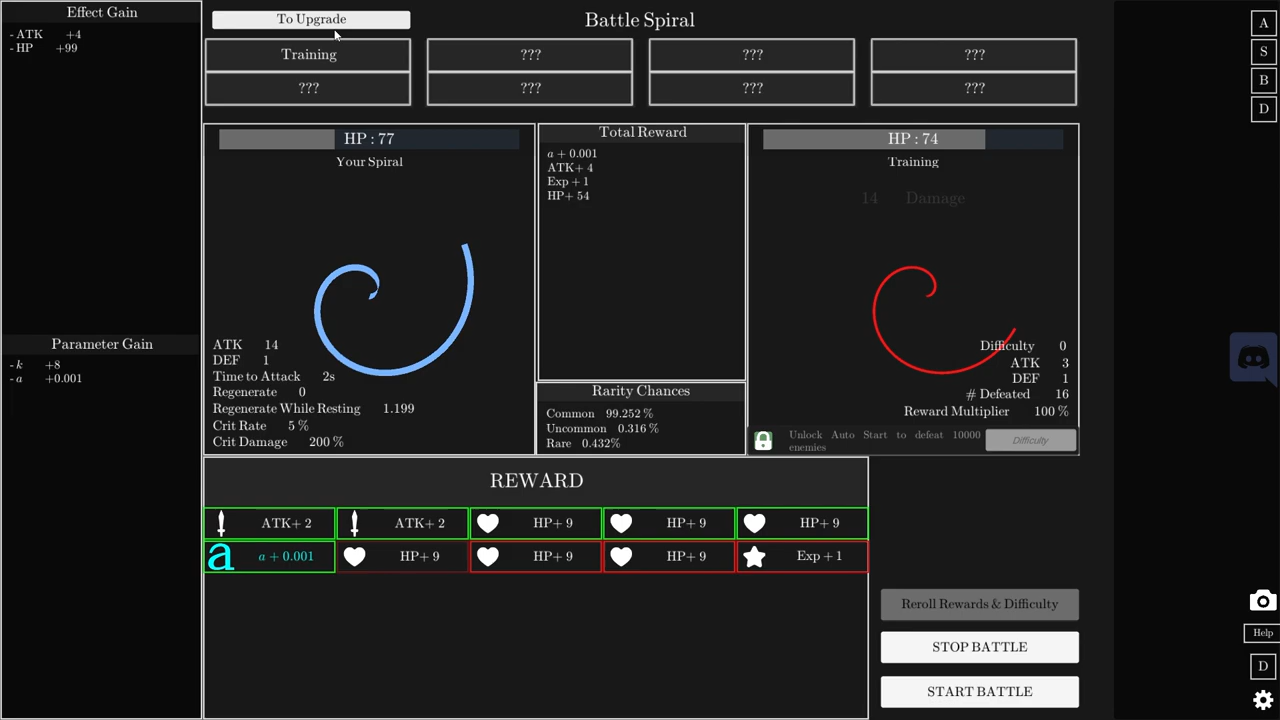 Effect Gain
- ATK +4
- HP +99
Parameter Gain
- k +8
- a +0.001
To Upgrade
Battle Spiral
Training ??? ??? ???
??? ??? ??? ???
HP : 77
Your Spiral
ATK 14
DEF 1
Time to Attack 2s
Regenerate 0
Regenerate While Resting 1.199
Crit Rate 5 %
Crit Damage 200 %
Total Reward
a + 0.001
ATK+ 4
Exp + 1
HP+ 54
Rarity Chances
Common 99.252 %
Uncommon 0.316 %
Rare 0.432%
HP : 74
Training
14 Damage
Difficulty 0
ATK 3
DEF 1
# Defeated 16
Reward Multiplier 100 %
Unlock Auto Start to defeat 10000
enemies
Difficulty
REWARD
ATK+ 2 ATK+ 2 HP+ 9 HP+ 9 HP+ 9
a a + 0.001 HP+ 9 HP+ 9 HP+ 9 Exp + 1
Reroll Rewards & Difficulty
STOP BATTLE
START BATTLE
A
S
B
D
Help
D